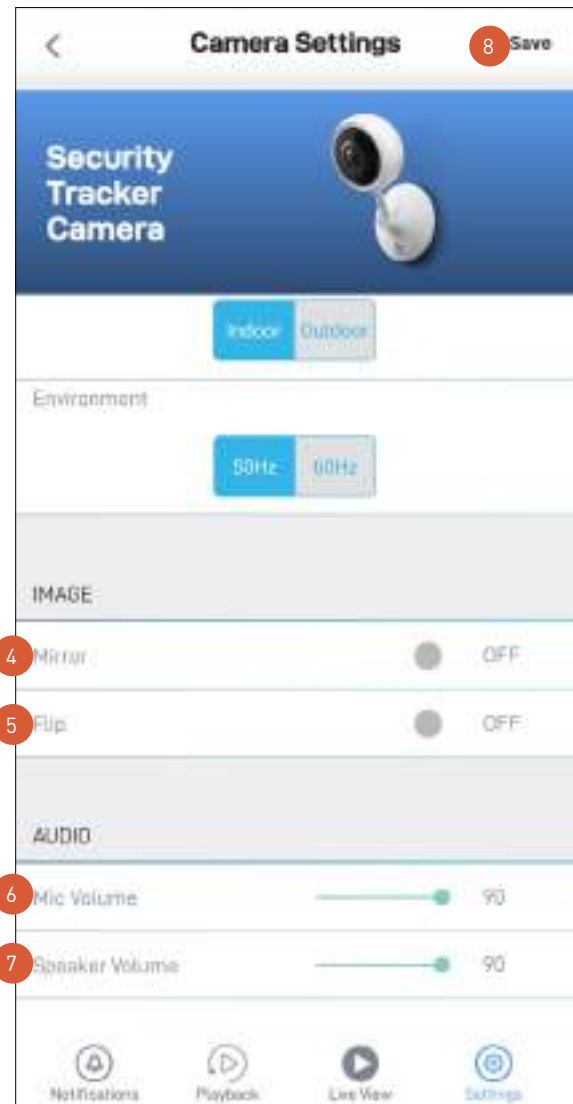 Camera Settings
8 Save
Security
Tracker
Camera
Indoor Outdoor
Environment
50Hz 60Hz
IMAGE
4 Mirror OFF
5 Flip OFF
AUDIO
6 Mic Volume 90
7 Speaker Volume 90
Notifications Playback Live View Settings